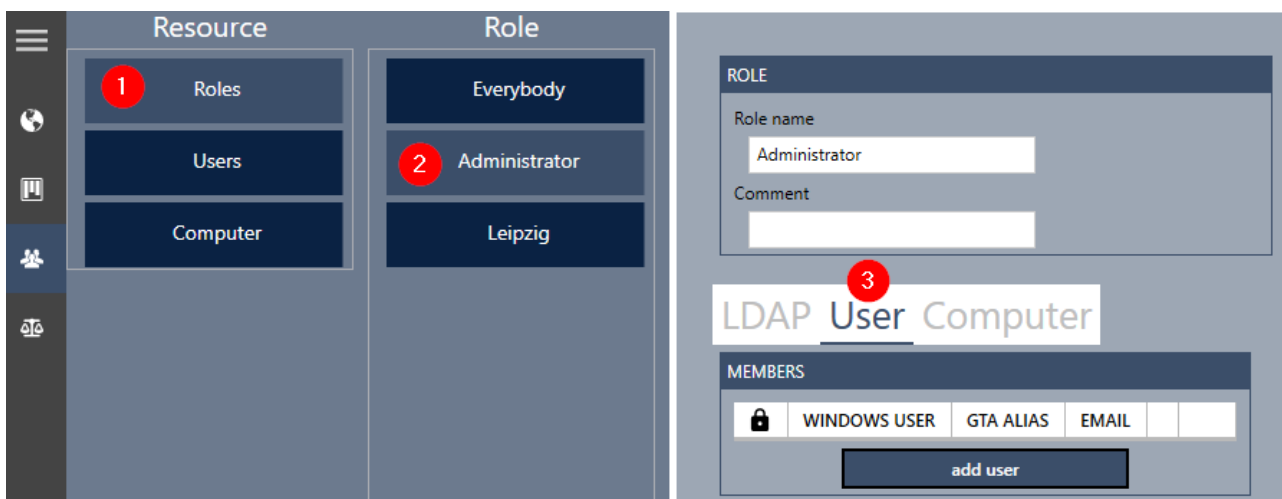 Resource
Role
1
Roles
Users
Computer
Everybody
2
Administrator
Leipzig
ROLE
Role name
Administrator
Comment
3
LDAP User Computer
MEMBERS
WINDOWS USER GTA ALIAS EMAIL
add user